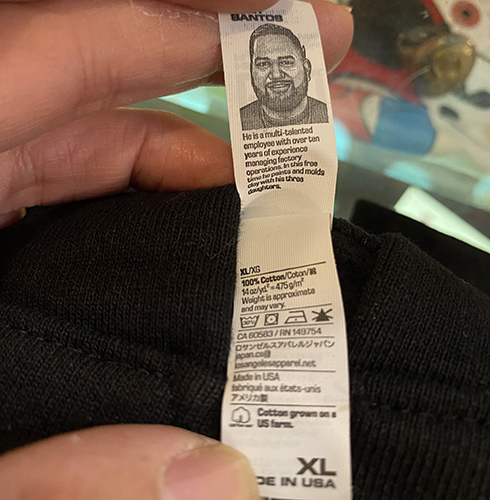 SANTOS
He is a multi-talented
employee with over ten
years of experience
managing factory
operations. In this free
time he paints and molds
clay with his three
daughters.
XL/XG
100% Cotton/Coton/綿
14 oz/yd² = 475 g/m²
Weight is approximate
and may vary.
CA 60583 / RN 149754
ロサンゼルスアパレルジャパン
japan.cs@
losangelesapparel.net
Made in USA
fabriqué aux états-unis
アメリカ製
Cotton grown on a
US farm.
XL
DE IN USA